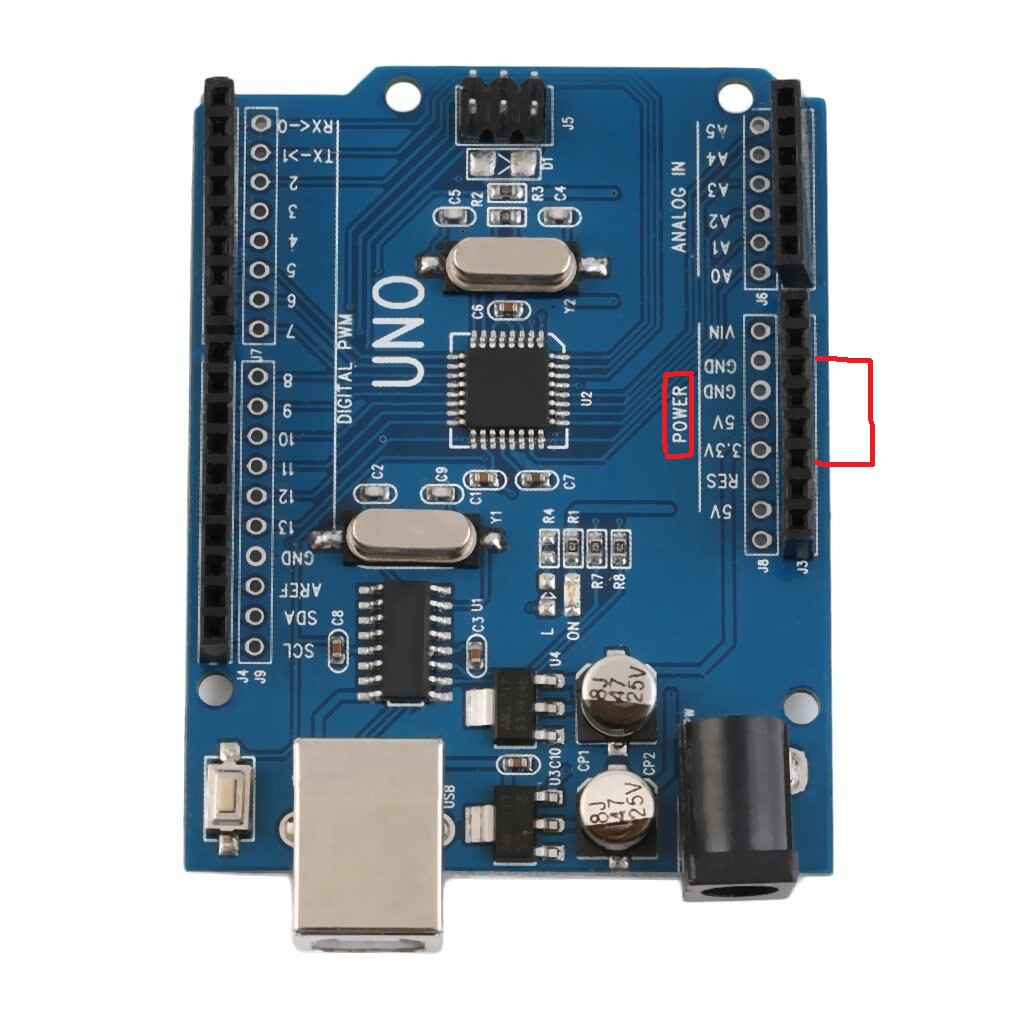 J5
D1
R3
R2
C5
C4
Y2
C6
U2
UNO
DIGITAL PWM
RX<-0
TX->1
2
3
4
5
6
7
J7
8
9
10
11
12
13
GND
AREF
SDA
SCL
J4
J9
ANALOG IN
A5
A4
A3
A2
A1
A0
J6
POWER
VIN
GND
GND
5V
3.3V
RES
5V
J8
J3
C2
C9
C1
C7
Y1
R4
R1
R7
R8
L
ON
C8
U1
C3
U4
8J
47
25V
CP1
CP2
U3
C10
8J
47
25V
USB